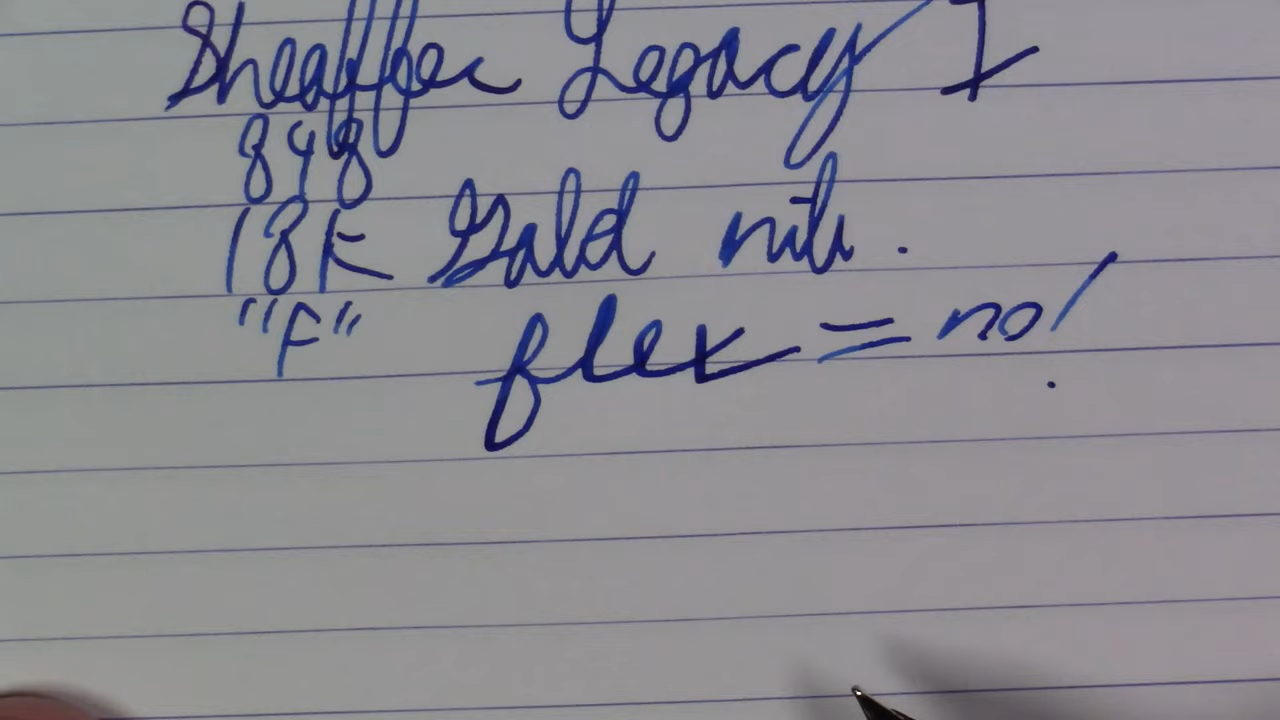 Sheaffer Legacy I
848
18K Gold nib.
"F" flex = no!